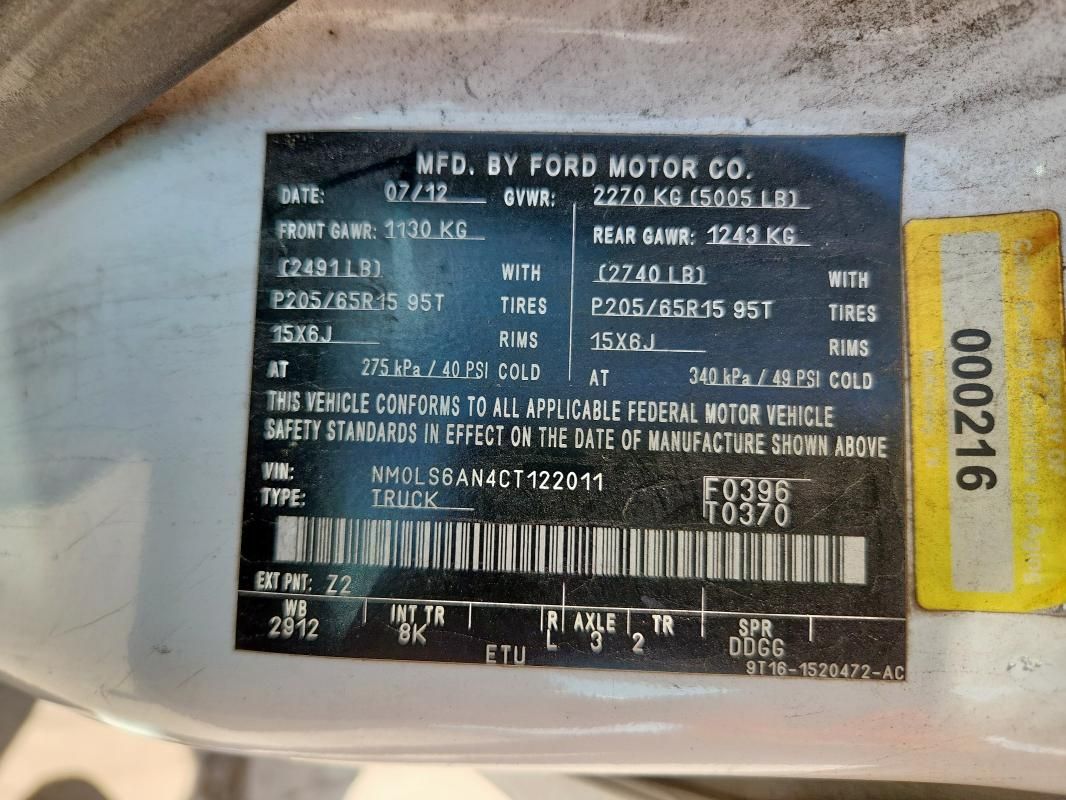 MFD. BY FORD MOTOR CO.
DATE: 07/12 GVWR: 2270 KG (5005 LB)
FRONT GAWR: 1130 KG REAR GAWR: 1243 KG
(2491 LB) WITH (2740 LB) WITH
P205/65R15 95T TIRES P205/65R15 95T TIRES
15X6J RIMS 15X6J RIMS
AT 275 kPa / 40 PSI COLD AT 340 kPa / 49 PSI COLD
THIS VEHICLE CONFORMS TO ALL APPLICABLE FEDERAL MOTOR VEHICLE
SAFETY STANDARDS IN EFFECT ON THE DATE OF MANUFACTURE SHOWN ABOVE
VIN: NM0LS6AN4CT122011
TYPE: TRUCK
F0396
T0370
EXT PNT: Z2
WB INT TR R AXLE TR SPR
2912 8K L 3 2 DDGG
ETU
9T16-1520472-AC
000216